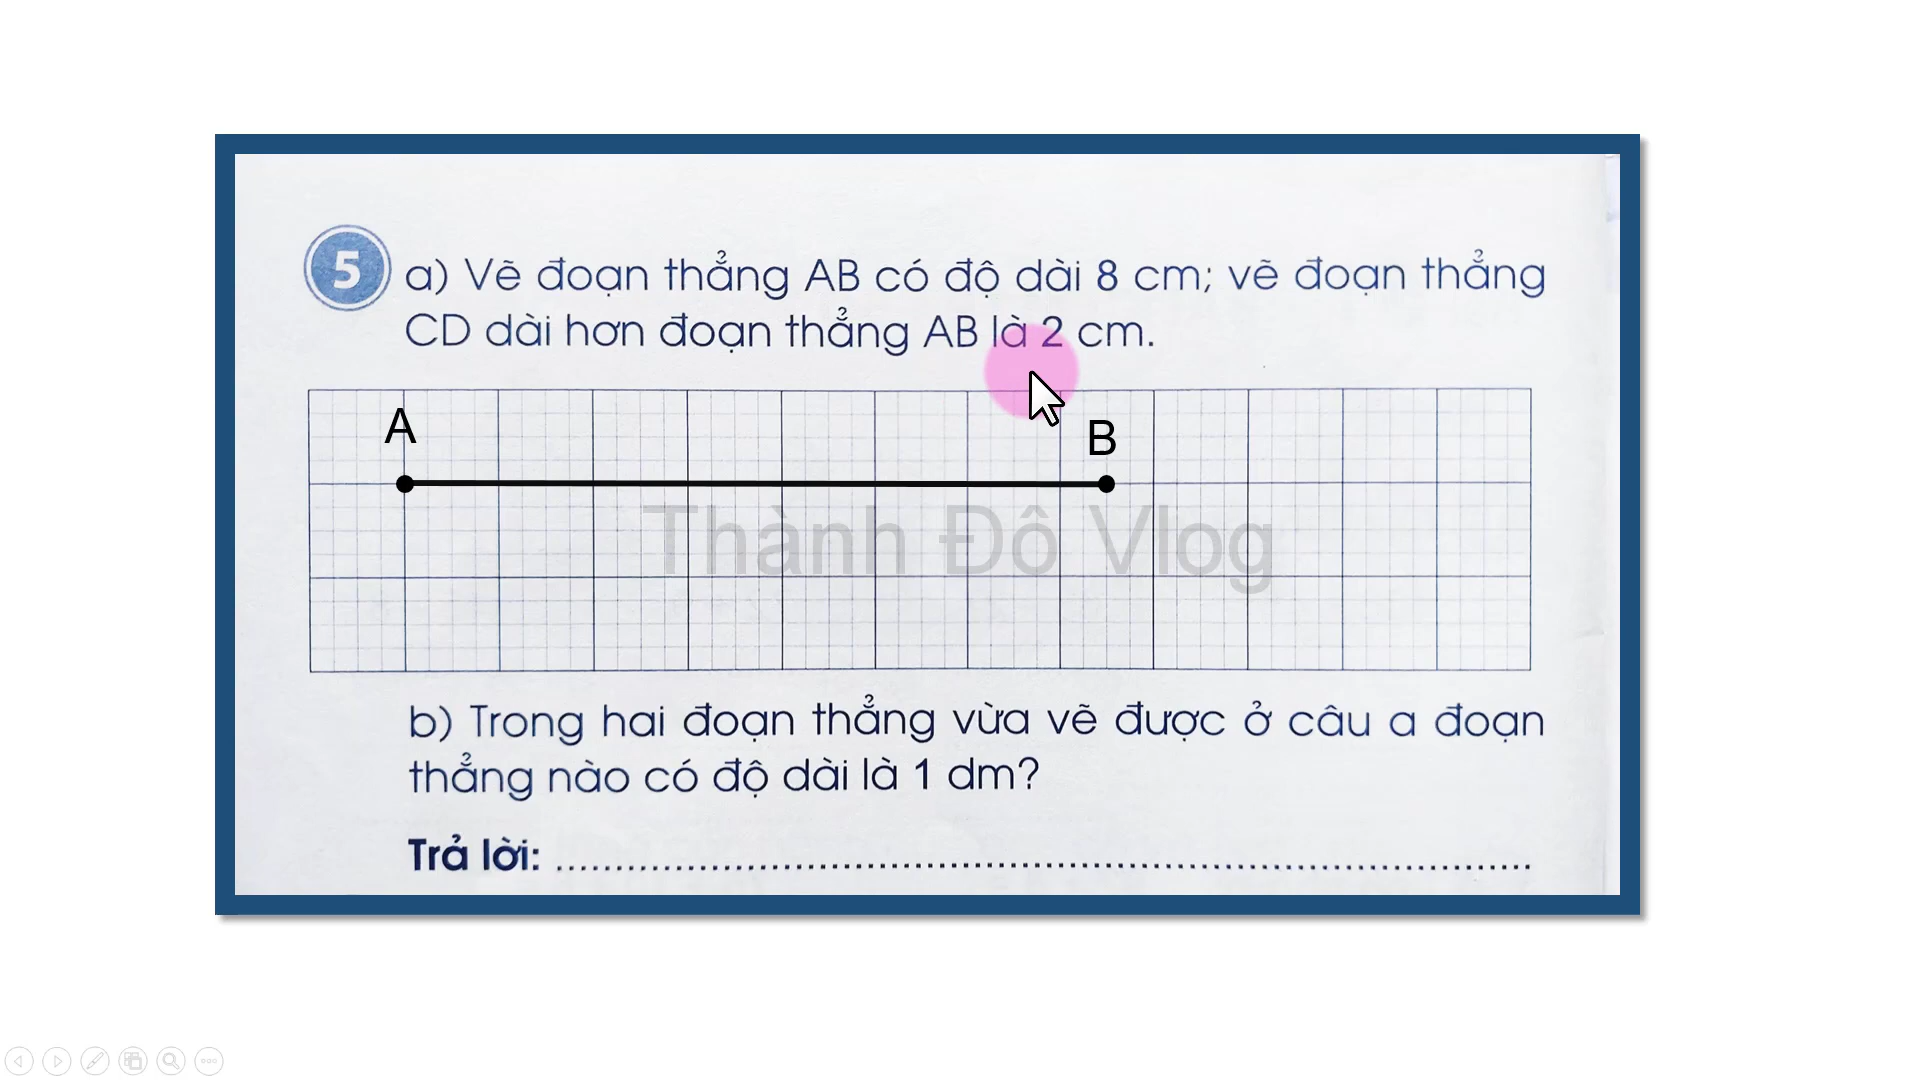 5 a) Vẽ đoạn thẳng AB có độ dài 8 cm; vẽ đoạn thẳng
CD dài hơn đoạn thẳng AB là 2 cm.
A
B
Thành Đô Vlog
b) Trong hai đoạn thẳng vừa vẽ được ở câu a đoạn
thẳng nào có độ dài là 1 dm?
Trả lời: ........................................................................